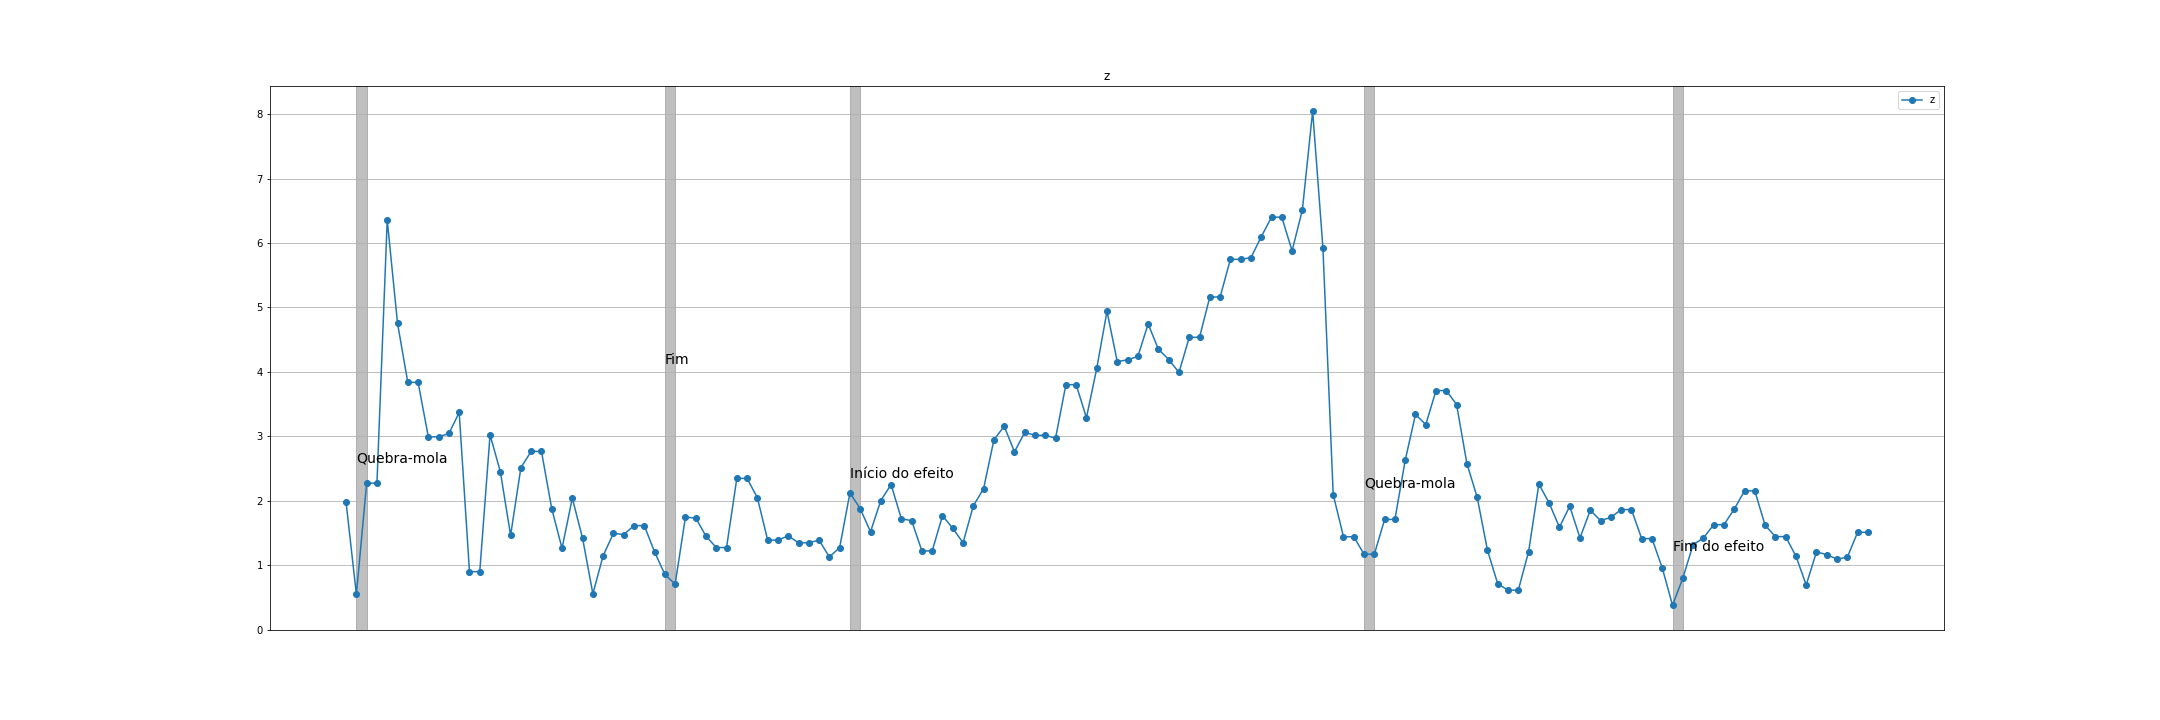 z
z
8
7
6
5
4
3
2
1
0
Quebra-mola
Fim
Início do efeito
Quebra-mola
Fim do efeito